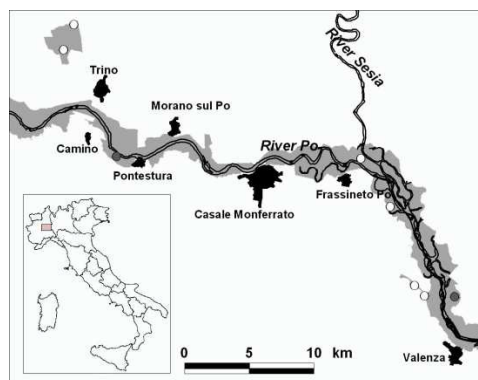 River Sesia
Trino
Morano sul Po
River Po
Camino
Pontestura
Frassineto Po
Casale Monferrato
Valenza
0 5 10 km